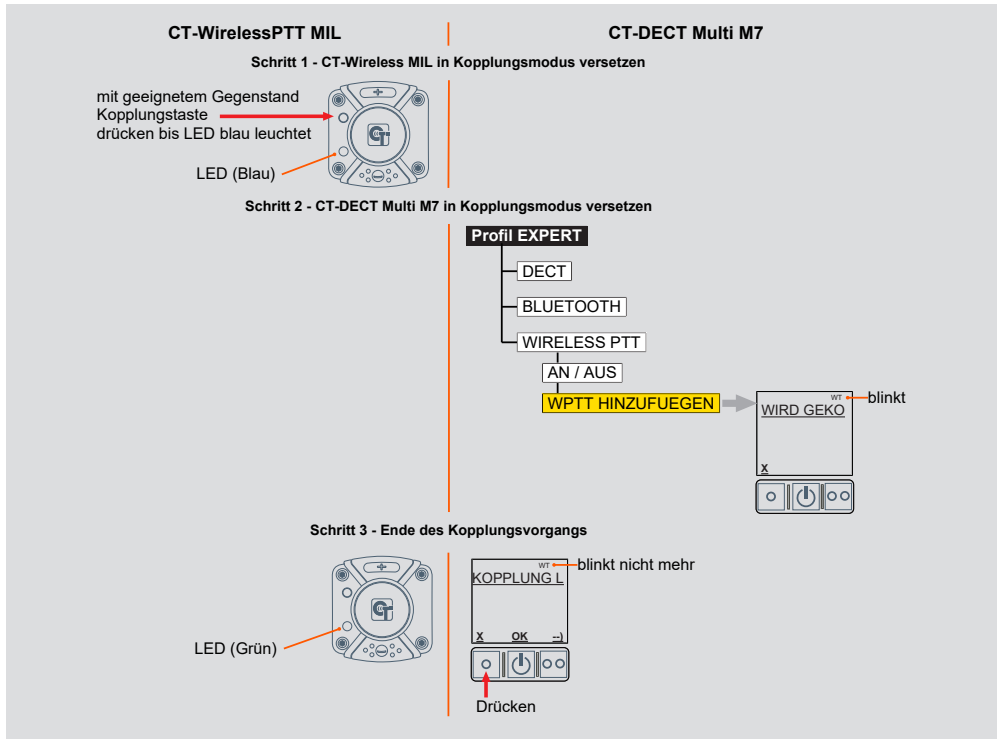 CT-WirelessPTT MIL
CT-DECT Multi M7
Schritt 1 - CT-Wireless MIL in Kopplungsmodus versetzen
mit geeignetem Gegenstand
Kopplungstaste
drücken bis LED blau leuchtet
LED (Blau)
Schritt 2 - CT-DECT Multi M7 in Kopplungsmodus versetzen
Profil EXPERT
DECT
BLUETOOTH
WIRELESS PTT
AN / AUS
WPTT HINZUFUEGEN
WT
blinkt
WIRD GEKO
X
Schritt 3 - Ende des Kopplungsvorgangs
LED (Grün)
WT
blinkt nicht mehr
KOPPLUNG L
X OK --)
Drücken